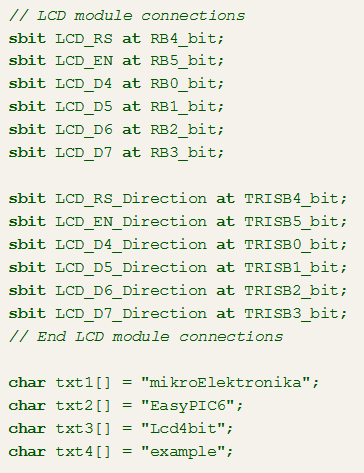 // LCD module connections
sbit LCD_RS at RB4_bit;
sbit LCD_EN at RB5_bit;
sbit LCD_D4 at RB0_bit;
sbit LCD_D5 at RB1_bit;
sbit LCD_D6 at RB2_bit;
sbit LCD_D7 at RB3_bit;

sbit LCD_RS_Direction at TRISB4_bit;
sbit LCD_EN_Direction at TRISB5_bit;
sbit LCD_D4_Direction at TRISB0_bit;
sbit LCD_D5_Direction at TRISB1_bit;
sbit LCD_D6_Direction at TRISB2_bit;
sbit LCD_D7_Direction at TRISB3_bit;
// End LCD module connections

char txt1[] = "mikroElektronika";
char txt2[] = "EasyPIC6";
char txt3[] = "Lcd4bit";
char txt4[] = "example";